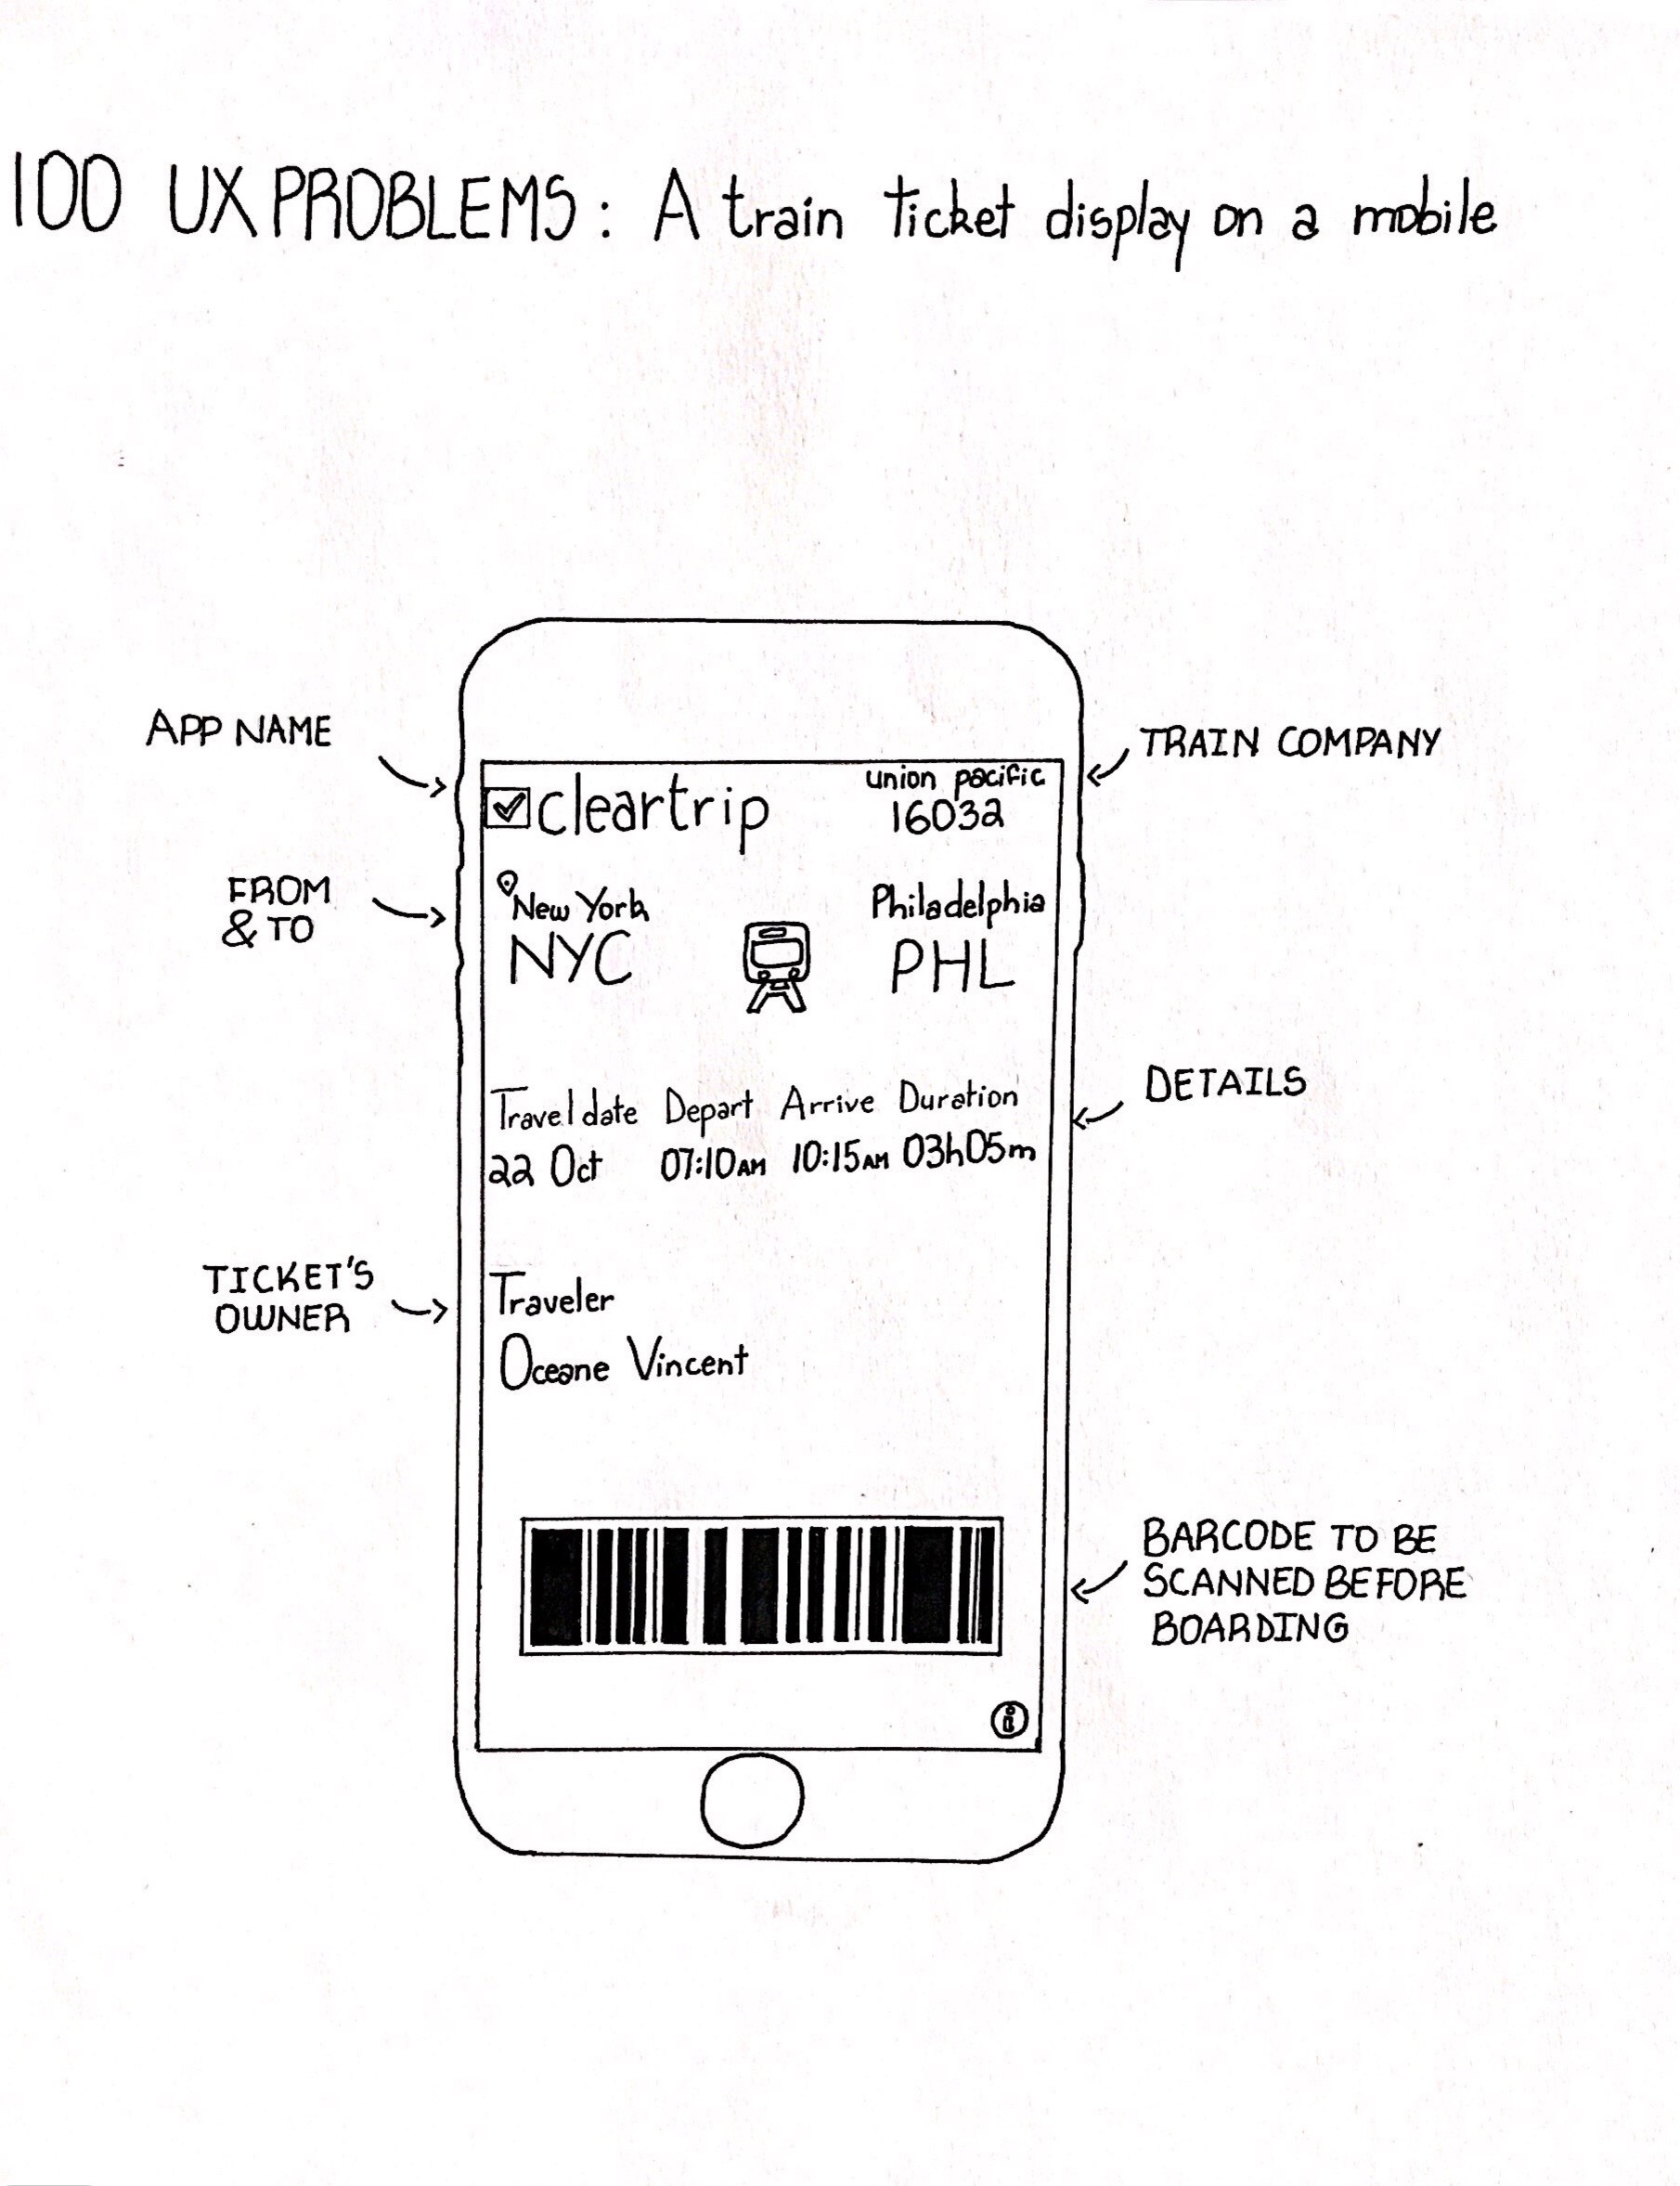 100 UX PROBLEMS: A train ticket display on a mobile
APP NAME
TRAIN COMPANY
cleartrip
union pacific
16032
FROM
& TO
New York
Philadelphia
NYC
PHL
DETAILS
Travel date Depart Arrive Duration
22 Oct 07:10AM 10:15AM 03h05m
TICKET'S
OWNER
Traveler
Oceane Vincent
BARCODE TO BE
SCANNED BEFORE
BOARDING
i